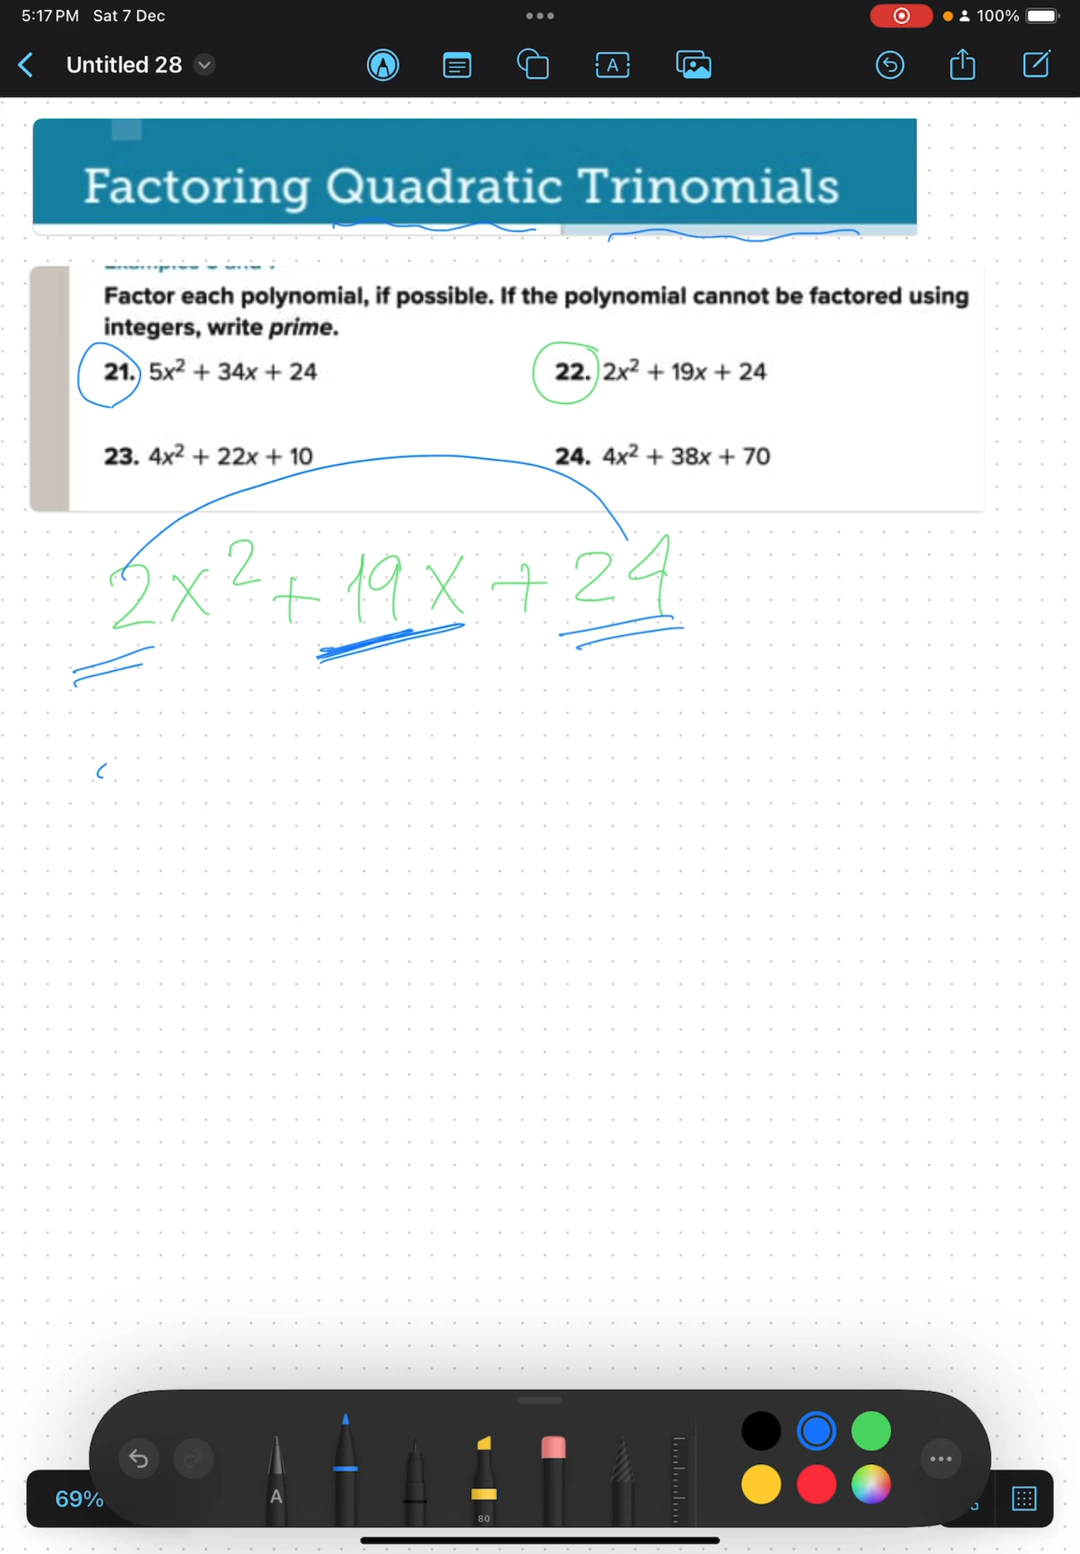 5:17 PM Sat 7 Dec
100%
Untitled 28
Factoring Quadratic Trinomials
Factor each polynomial, if possible. If the polynomial cannot be factored using
integers, write prime.
21. 5x² + 34x + 24
22. 2x² + 19x + 24
23. 4x² + 22x + 10
24. 4x² + 38x + 70
2x² + 19x + 24
69%
A
80